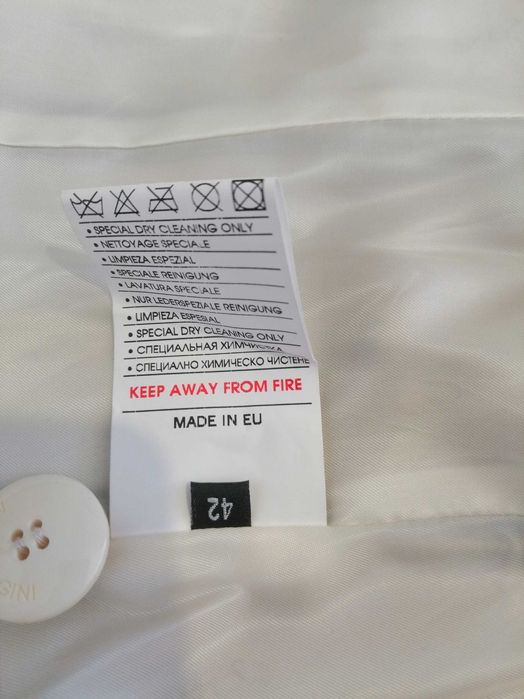 • SPECIAL DRY CLEANING ONLY
• NETTOYAGE SPECIALE
• LIMPIEZA ESPEZIAL
• SPECIALE REINIGUNG
• LAVATURA SPECIALE
• NUR LEDERSPEZIALE REINIGUNG
• LIMPIEZA ESPESIAL
• SPECIAL DRY CLEANING ONLY
• СПЕЦИАЛЬНАЯ ХИМЧИСТКА
• СПЕЦИАЛНО ХИМИЧЕСКО ЧИСТЕНЕ
KEEP AWAY FROM FIRE
MADE IN EU
42